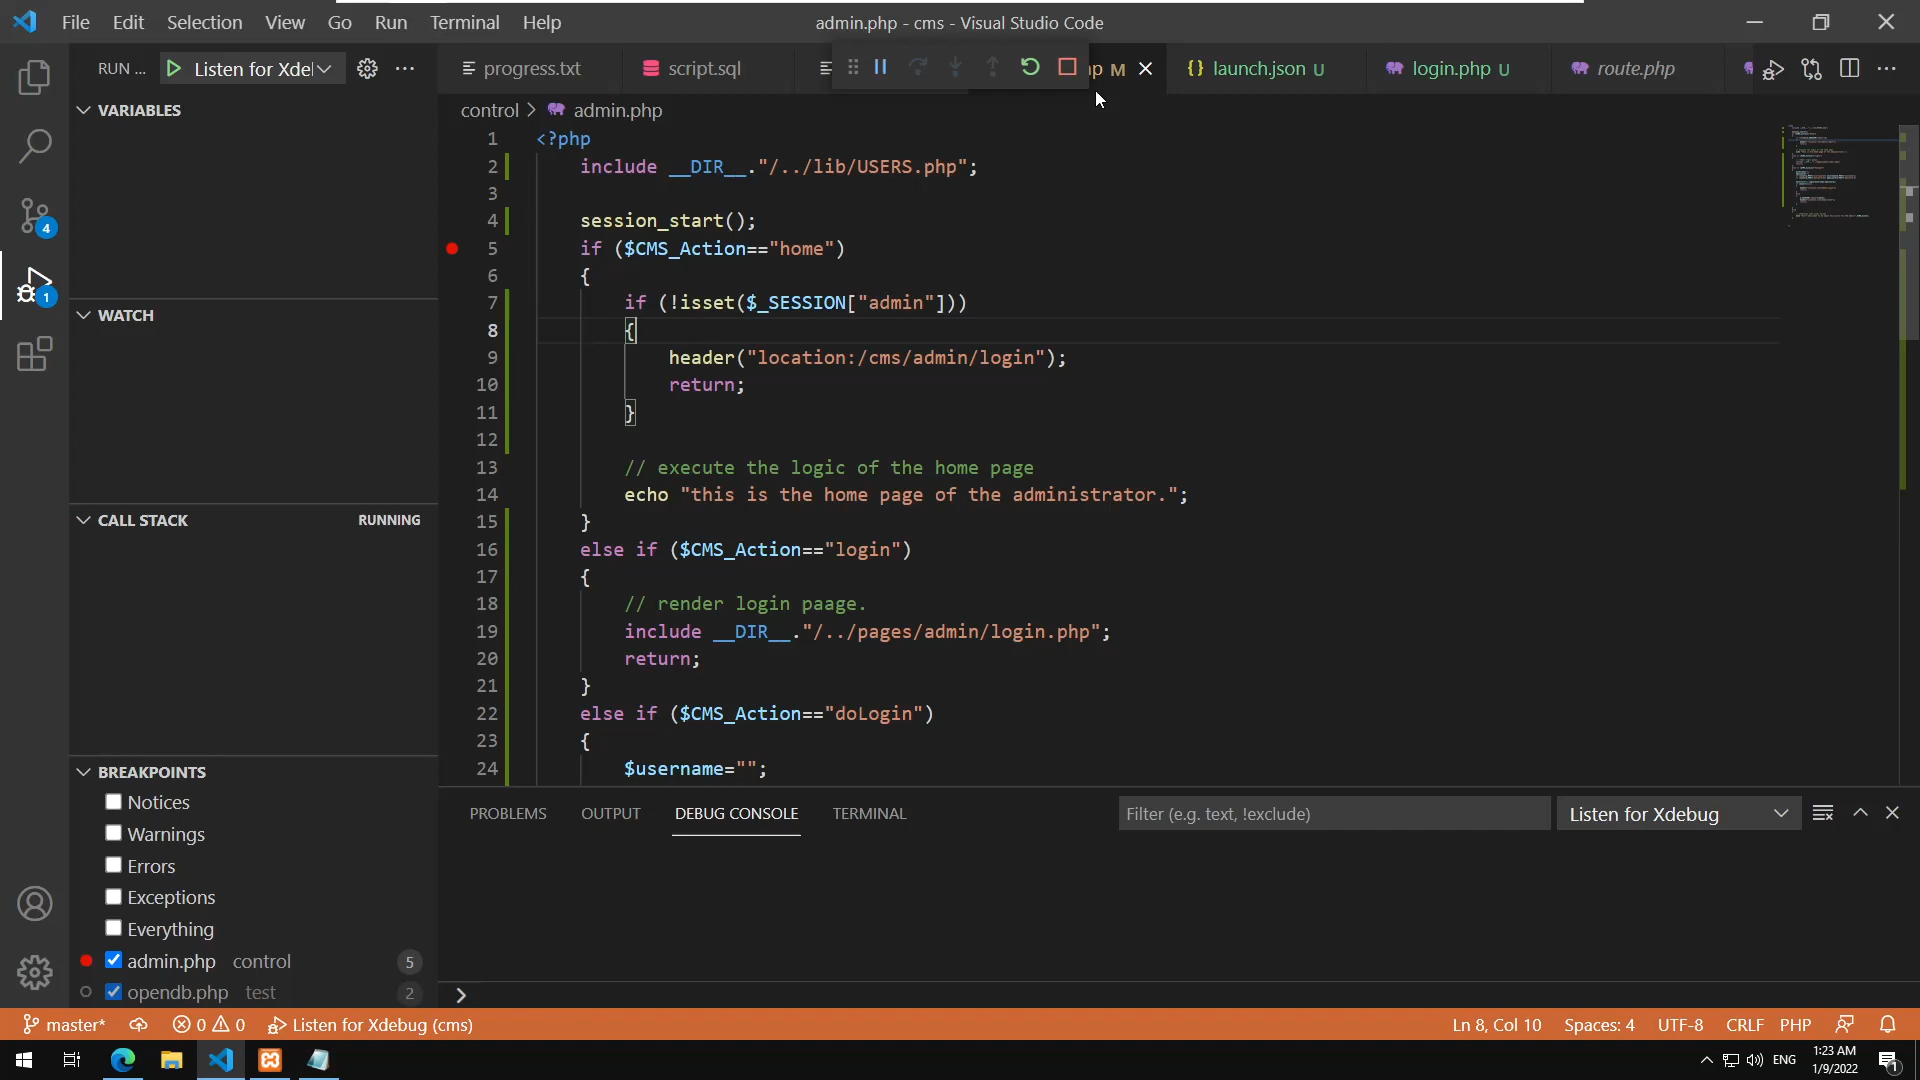 File Edit Selection View Go Run Terminal Help
admin.php - cms - Visual Studio Code
RUN ... Listen for Xdel
progress.txt
script.sql
hp M
launch.json U
login.php U
route.php
VARIABLES
WATCH
CALL STACK RUNNING
BREAKPOINTS
Notices
Warnings
Errors
Exceptions
Everything
admin.php control 5
opendb.php test 2
4
1
control > admin.php
1 <?php
2 include __DIR__."/../lib/USERS.php";
3
4 session_start();
5 if ($CMS_Action=="home")
6 {
7 if (!isset($_SESSION["admin"]))
8 {
9 header("location:/cms/admin/login");
10 return;
11 }
12
13 // execute the logic of the home page
14 echo "this is the home page of the administrator.";
15 }
16 else if ($CMS_Action=="login")
17 {
18 // render login paage.
19 include __DIR__."/../pages/admin/login.php";
20 return;
21 }
22 else if ($CMS_Action=="doLogin")
23 {
24 $username="";
PROBLEMS OUTPUT DEBUG CONSOLE TERMINAL
Filter (e.g. text, !exclude)
Listen for Xdebug
master* 0 0 Listen for Xdebug (cms)
Ln 8, Col 10 Spaces: 4 UTF-8 CRLF PHP
ENG
1:23 AM
1/9/2022
1